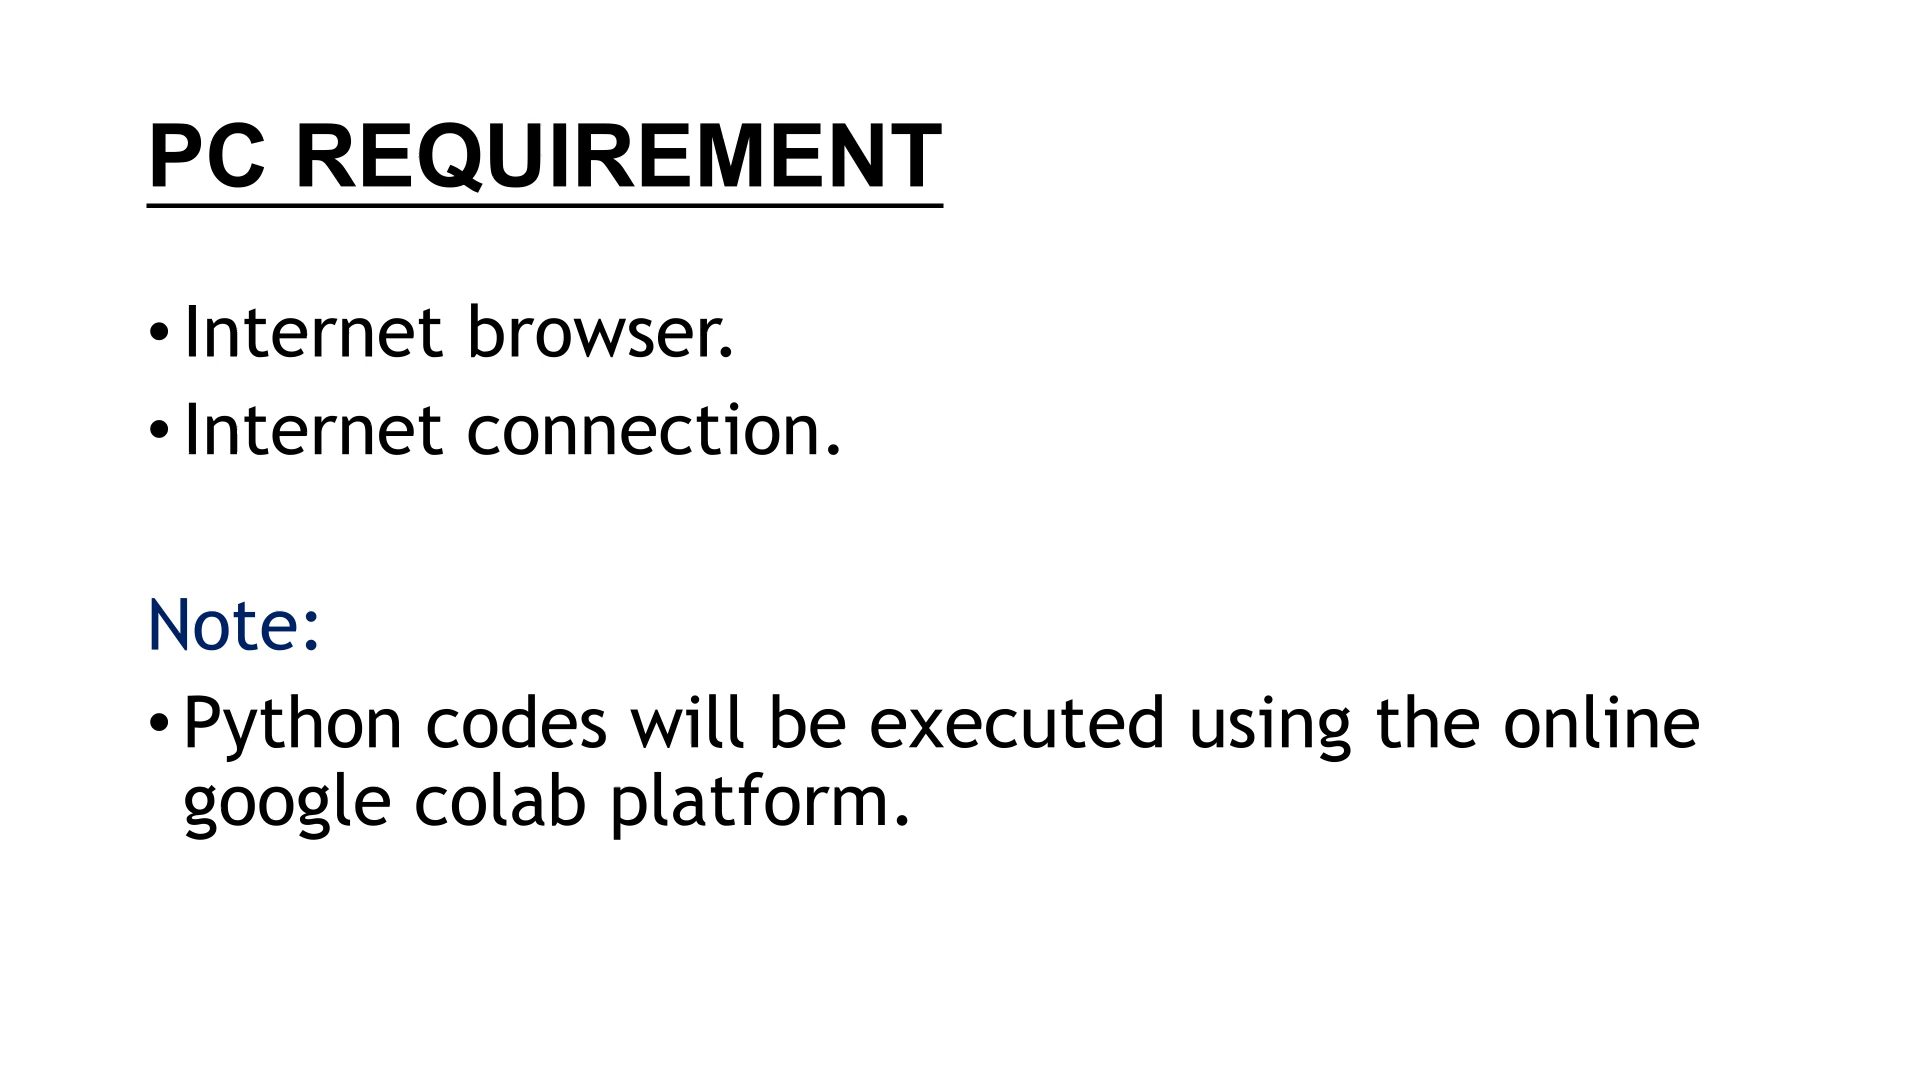 PC REQUIREMENT
• Internet browser.
• Internet connection.
Note:
• Python codes will be executed using the online
google colab platform.